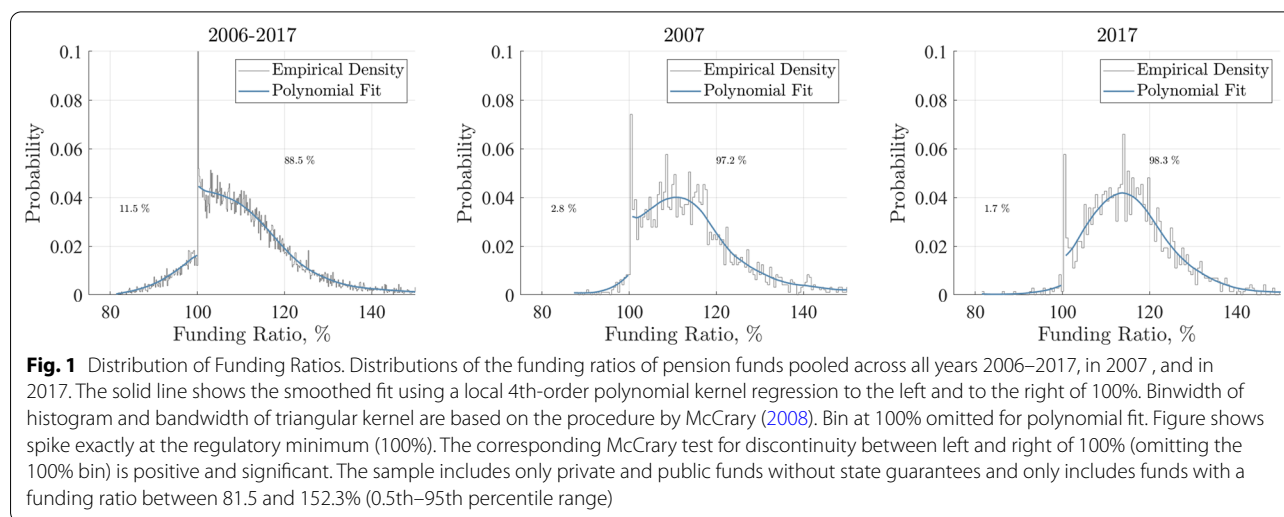 2006-2017
0.1
0.08
0.06
0.04
0.02
0
Probability
Empirical Density
Polynomial Fit
88.5 %
11.5 %
80 100 120 140
Funding Ratio, %
2007
0.1
0.08
0.06
0.04
0.02
0
Probability
Empirical Density
Polynomial Fit
97.2 %
2.8 %
80 100 120 140
Funding Ratio, %
2017
0.1
0.08
0.06
0.04
0.02
0
Probability
Empirical Density
Polynomial Fit
98.3 %
1.7 %
80 100 120 140
Funding Ratio, %
Fig. 1 Distribution of Funding Ratios. Distributions of the funding ratios of pension funds pooled across all years 2006–2017, in 2007 , and in
2017. The solid line shows the smoothed fit using a local 4th-order polynomial kernel regression to the left and to the right of 100%. Binwidth of
histogram and bandwidth of triangular kernel are based on the procedure by McCrary (2008). Bin at 100% omitted for polynomial fit. Figure shows
spike exactly at the regulatory minimum (100%). The corresponding McCrary test for discontinuity between left and right of 100% (omitting the
100% bin) is positive and significant. The sample includes only private and public funds without state guarantees and only includes funds with a
funding ratio between 81.5 and 152.3% (0.5th–95th percentile range)